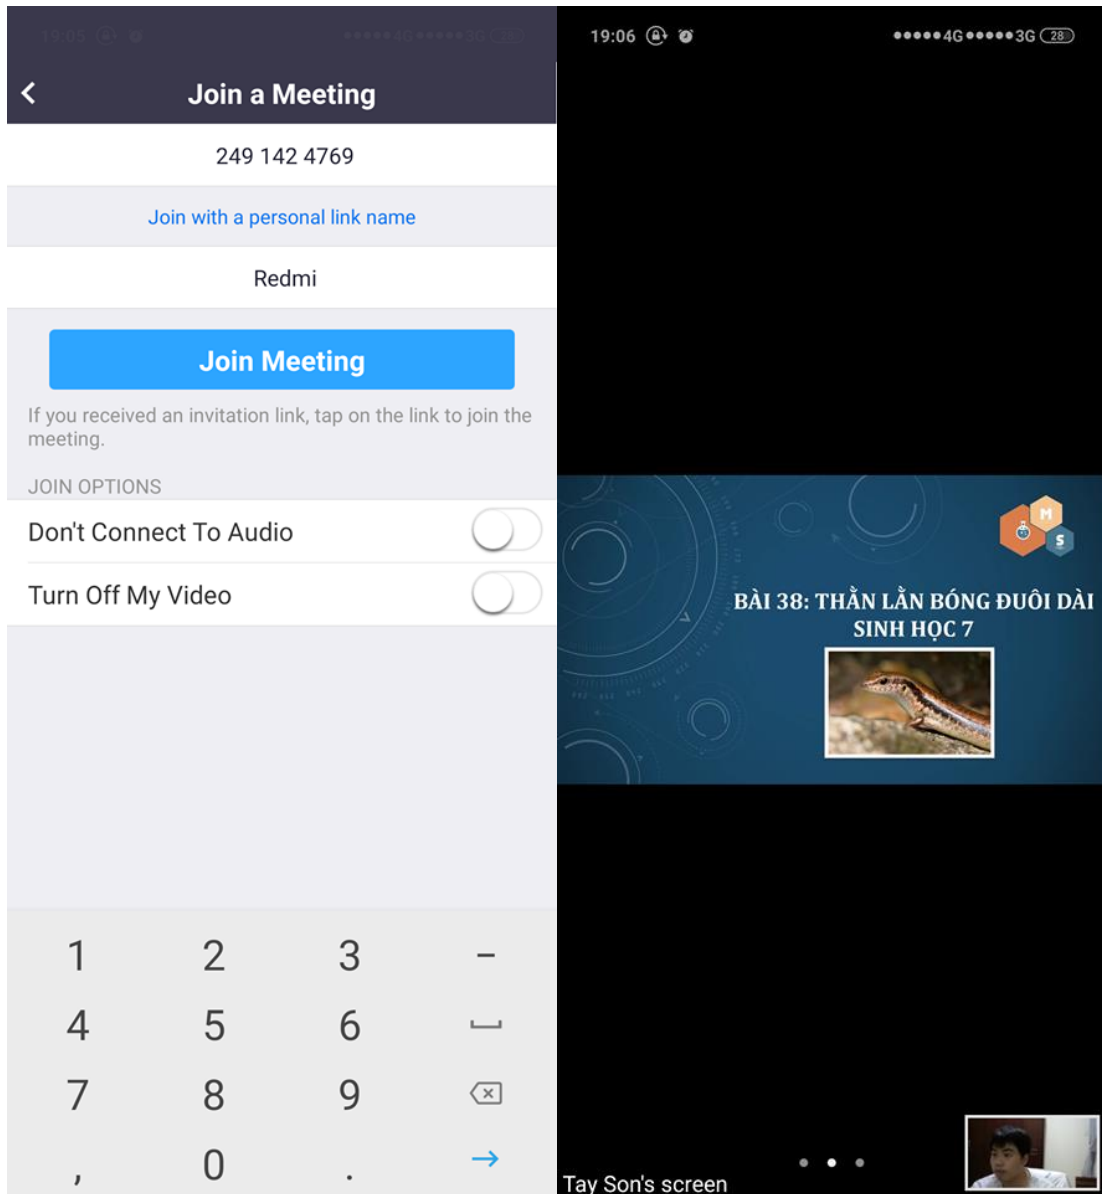 19:05
4G 3G 28
Join a Meeting
249 142 4769
Join with a personal link name
Redmi
Join Meeting
If you received an invitation link, tap on the link to join the
meeting.
JOIN OPTIONS
Don't Connect To Audio
Turn Off My Video
1 2 3 -
4 5 6
7 8 9
, 0 .
19:06
4G 3G 28
M
S
BÀI 38: THẰN LẰN BÓNG ĐUÔI DÀI
SINH HỌC 7
Tay Son's screen